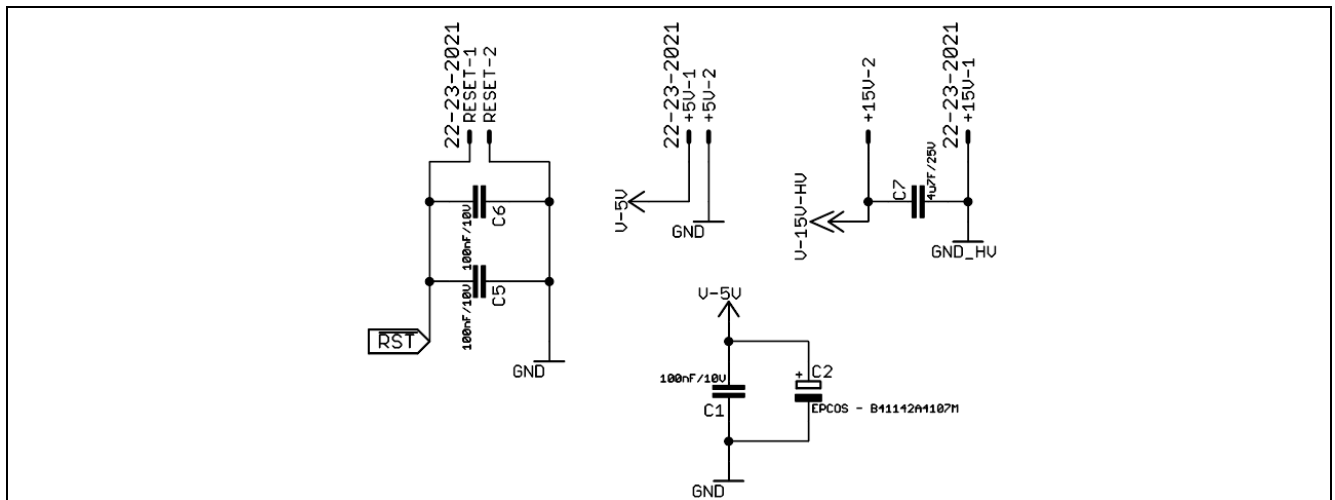 22-23-2021
RESET-1
RESET-2
C6
100nF/10V
C5
100nF/10V
RST
GND
22-23-2021
+5V-1
+5V-2
V-5V
GND
+15V-2
22-23-2021
+15V-1
C7
4u7F/25V
V-15V-HV
GND_HV
V-5V
100nF/10V
C1
+
C2
EPCOS - B41142A4107M
GND